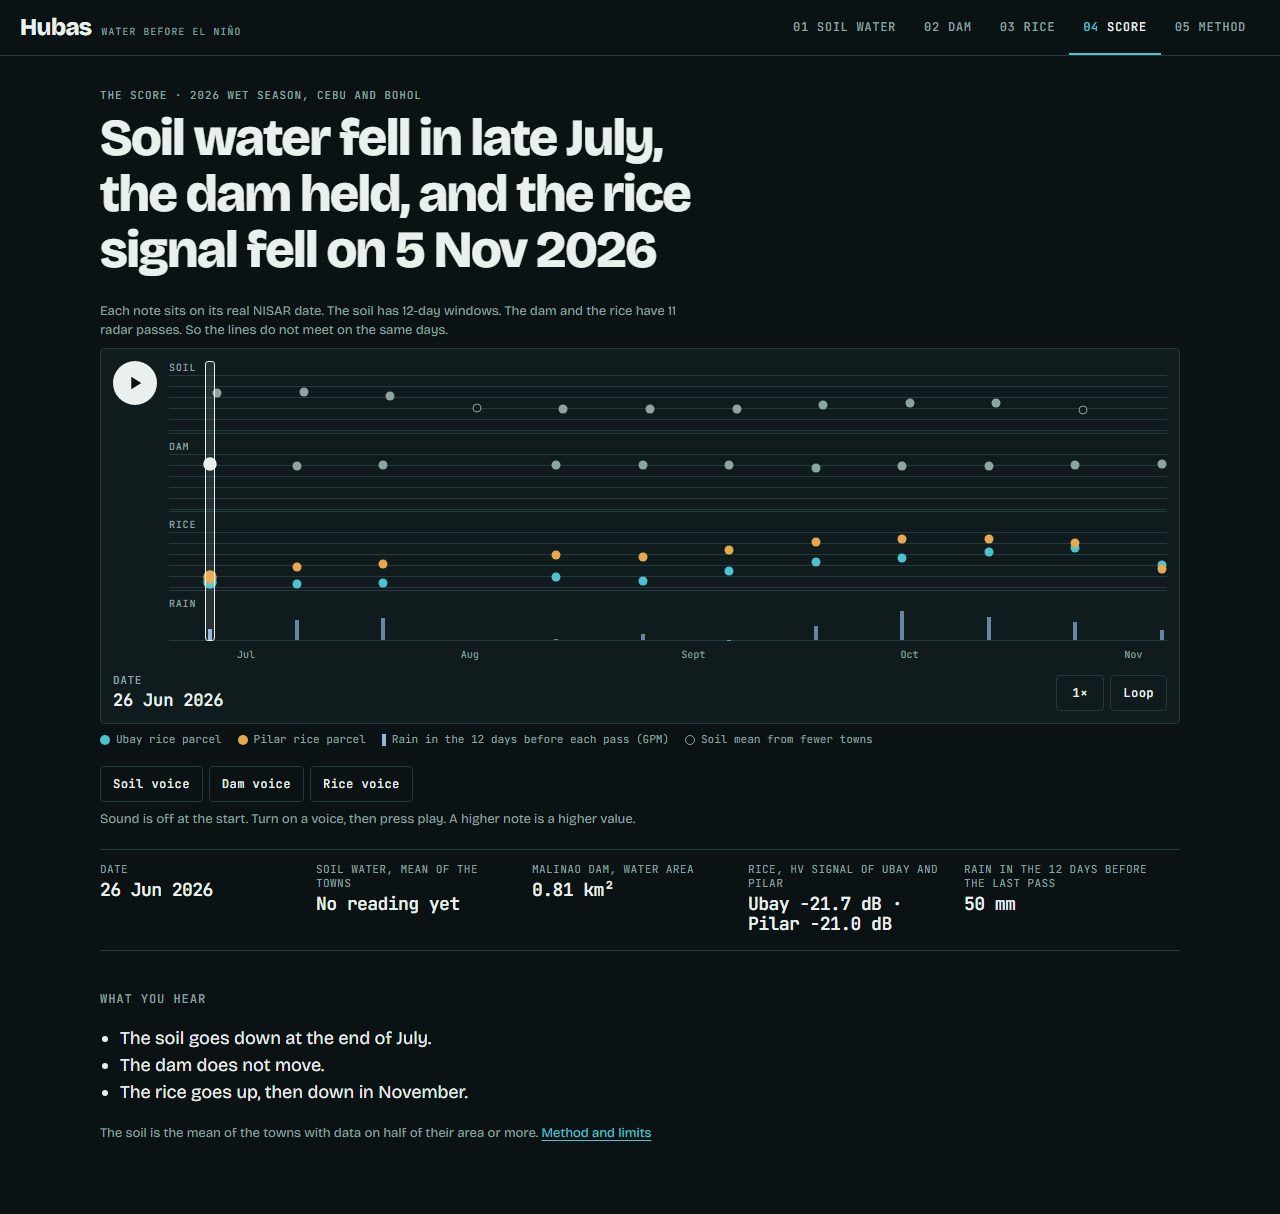 Hubas WATER BEFORE EL NIÑO
01 SOIL WATER
02 DAM
03 RICE
04 SCORE
05 METHOD
THE SCORE · 2026 WET SEASON, CEBU AND BOHOL
Soil water fell in late July,
the dam held, and the rice
signal fell on 5 Nov 2026
Each note sits on its real NISAR date. The soil has 12-day windows. The dam and the rice have 11
radar passes. So the lines do not meet on the same days.
SOIL
DAM
RICE
RAIN
Jul Aug Sept Oct Nov
DATE
26 Jun 2026
1×
Loop
Ubay rice parcel
Pilar rice parcel
Rain in the 12 days before each pass (GPM)
Soil mean from fewer towns
Soil voice
Dam voice
Rice voice
Sound is off at the start. Turn on a voice, then press play. A higher note is a higher value.
DATE
26 Jun 2026
SOIL WATER, MEAN OF THE
TOWNS
No reading yet
MALINAO DAM, WATER AREA
0.81 km²
RICE, HV SIGNAL OF UBAY AND
PILAR
Ubay -21.7 dB ·
Pilar -21.0 dB
RAIN IN THE 12 DAYS BEFORE
THE LAST PASS
50 mm
WHAT YOU HEAR
• The soil goes down at the end of July.
• The dam does not move.
• The rice goes up, then down in November.
The soil is the mean of the towns with data on half of their area or more. Method and limits